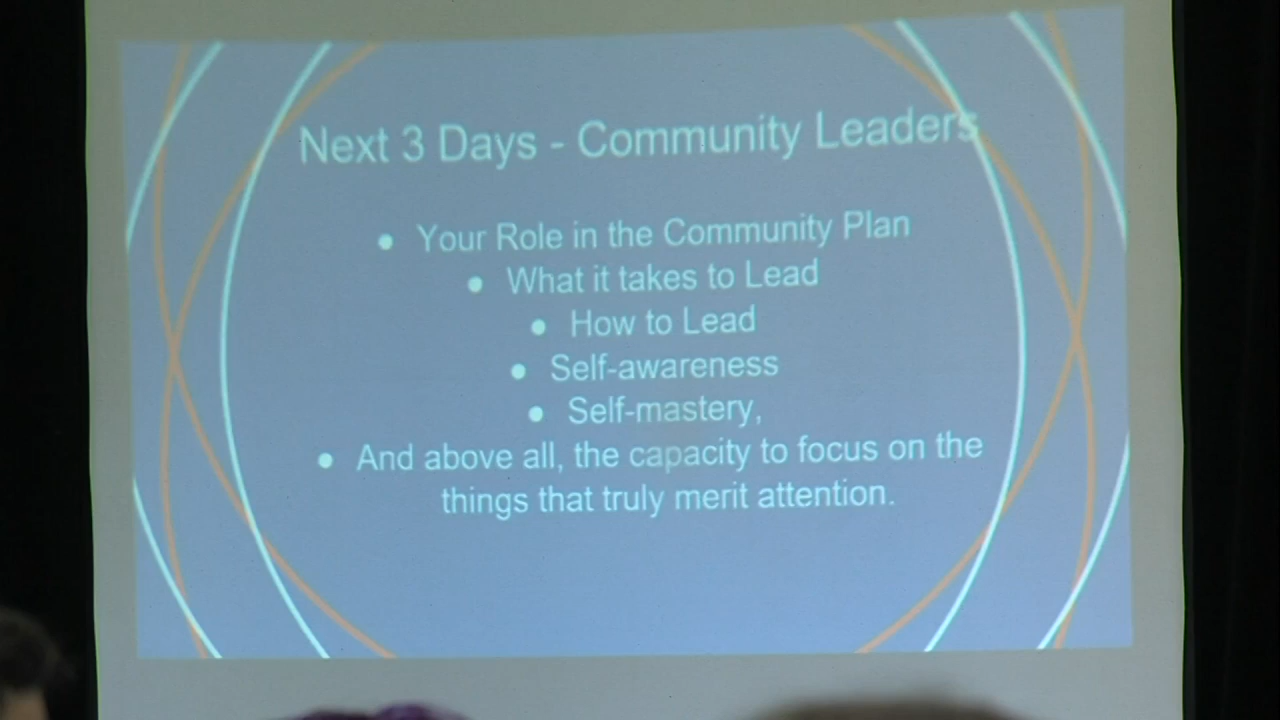 Next 3 Days - Community Leaders
● Your Role in the Community Plan
● What it takes to Lead
● How to Lead
● Self-awareness
● Self-mastery,
● And above all, the capacity to focus on the
things that truly merit attention.